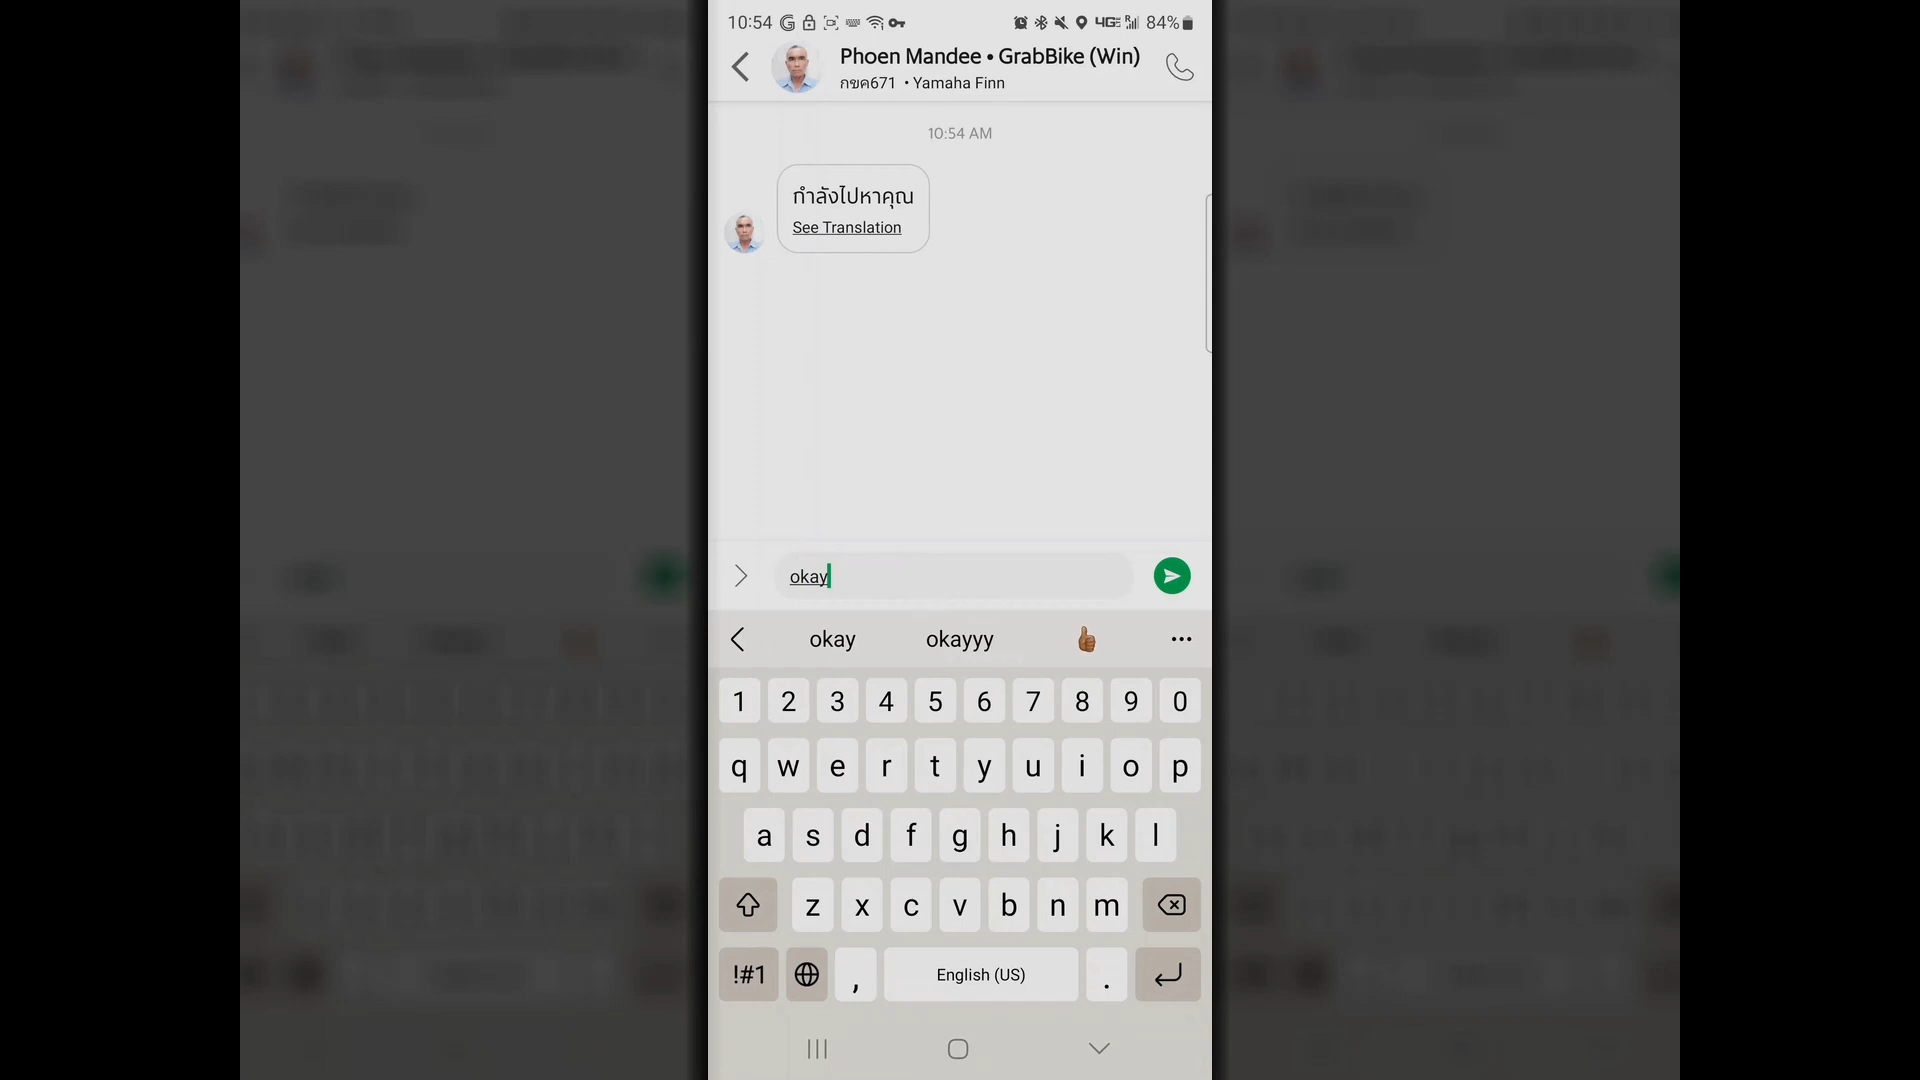 10:54 84%
Phoen Mandee • GrabBike (Win)
กขค671 • Yamaha Finn
10:54 AM
กำลังไปหาคุณ
See Translation
okay
okay okayyy
1 2 3 4 5 6 7 8 9 0
q w e r t y u i o p
a s d f g h j k l
z x c v b n m
!#1 , English (US) .